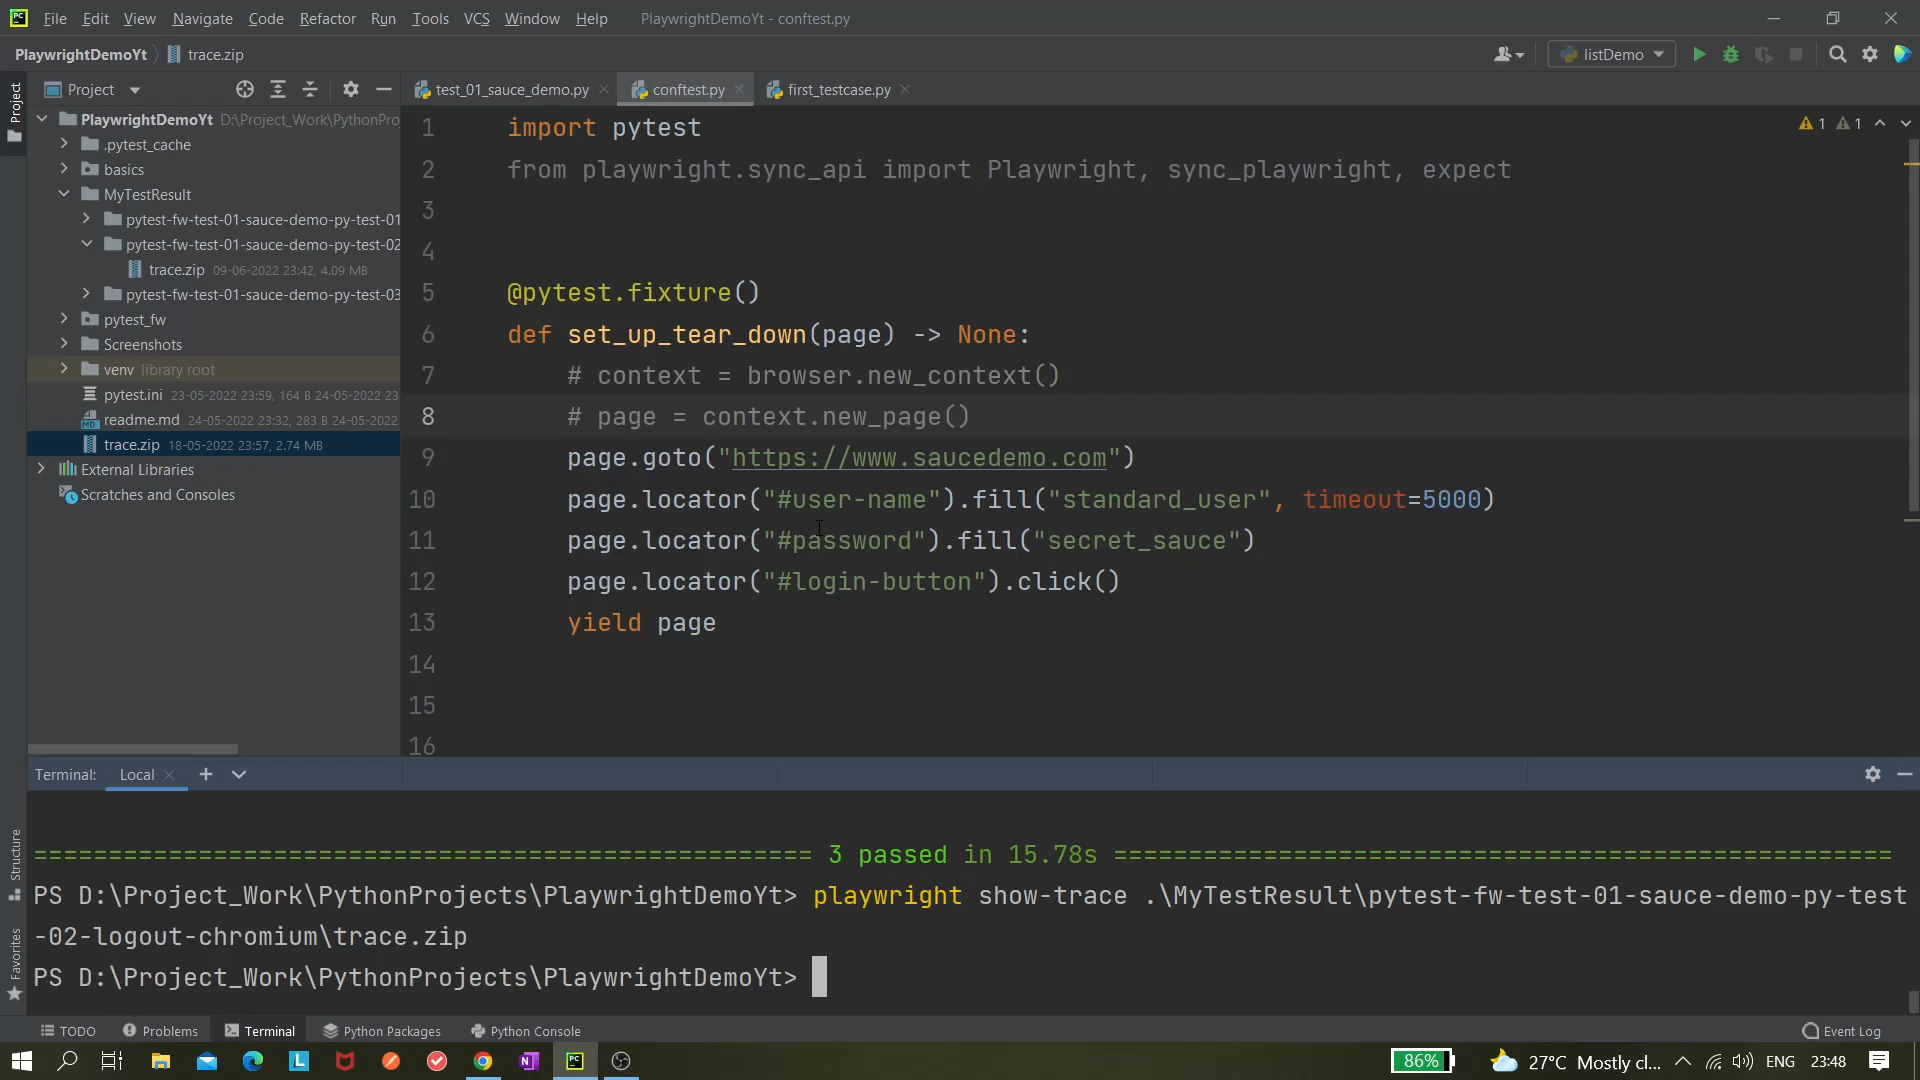 File Edit View Navigate Code Refactor Run Tools VCS Window Help PlaywrightDemoYt - conftest.py
PlaywrightDemoYt trace.zip listDemo
Project test_01_sauce_demo.py conftest.py first_testcase.py
Project
PlaywrightDemoYt D:\Project_Work\PythonPro
.pytest_cache
basics
MyTestResult
pytest-fw-test-01-sauce-demo-py-test-01
pytest-fw-test-01-sauce-demo-py-test-02
trace.zip 09-06-2022 23:42, 4.09 MB
pytest-fw-test-01-sauce-demo-py-test-03
pytest_fw
Screenshots
venv library root
pytest.ini 23-05-2022 23:59, 164 B 24-05-2022 23
readme.md 24-05-2022 23:32, 283 B 24-05-2022
trace.zip 18-05-2022 23:57, 2.74 MB
External Libraries
Scratches and Consoles
1 import pytest
1 1
2 from playwright.sync_api import Playwright, sync_playwright, expect
3
4
5 @pytest.fixture()
6 def set_up_tear_down(page) -> None:
7 # context = browser.new_context()
8 # page = context.new_page()
9 page.goto("https://www.saucedemo.com")
10 page.locator("#user-name").fill("standard_user", timeout=5000)
11 page.locator("#password").fill("secret_sauce")
12 page.locator("#login-button").click()
13 yield page
14
15
16
Terminal: Local
Structure
Favorites
==================================================== 3 passed in 15.78s ====================================================
PS D:\Project_Work\PythonProjects\PlaywrightDemoYt> playwright show-trace .\MyTestResult\pytest-fw-test-01-sauce-demo-py-test
-02-logout-chromium\trace.zip
PS D:\Project_Work\PythonProjects\PlaywrightDemoYt>
TODO Problems Terminal Python Packages Python Console Event Log
86% 27°C Mostly cl... ENG 23:48